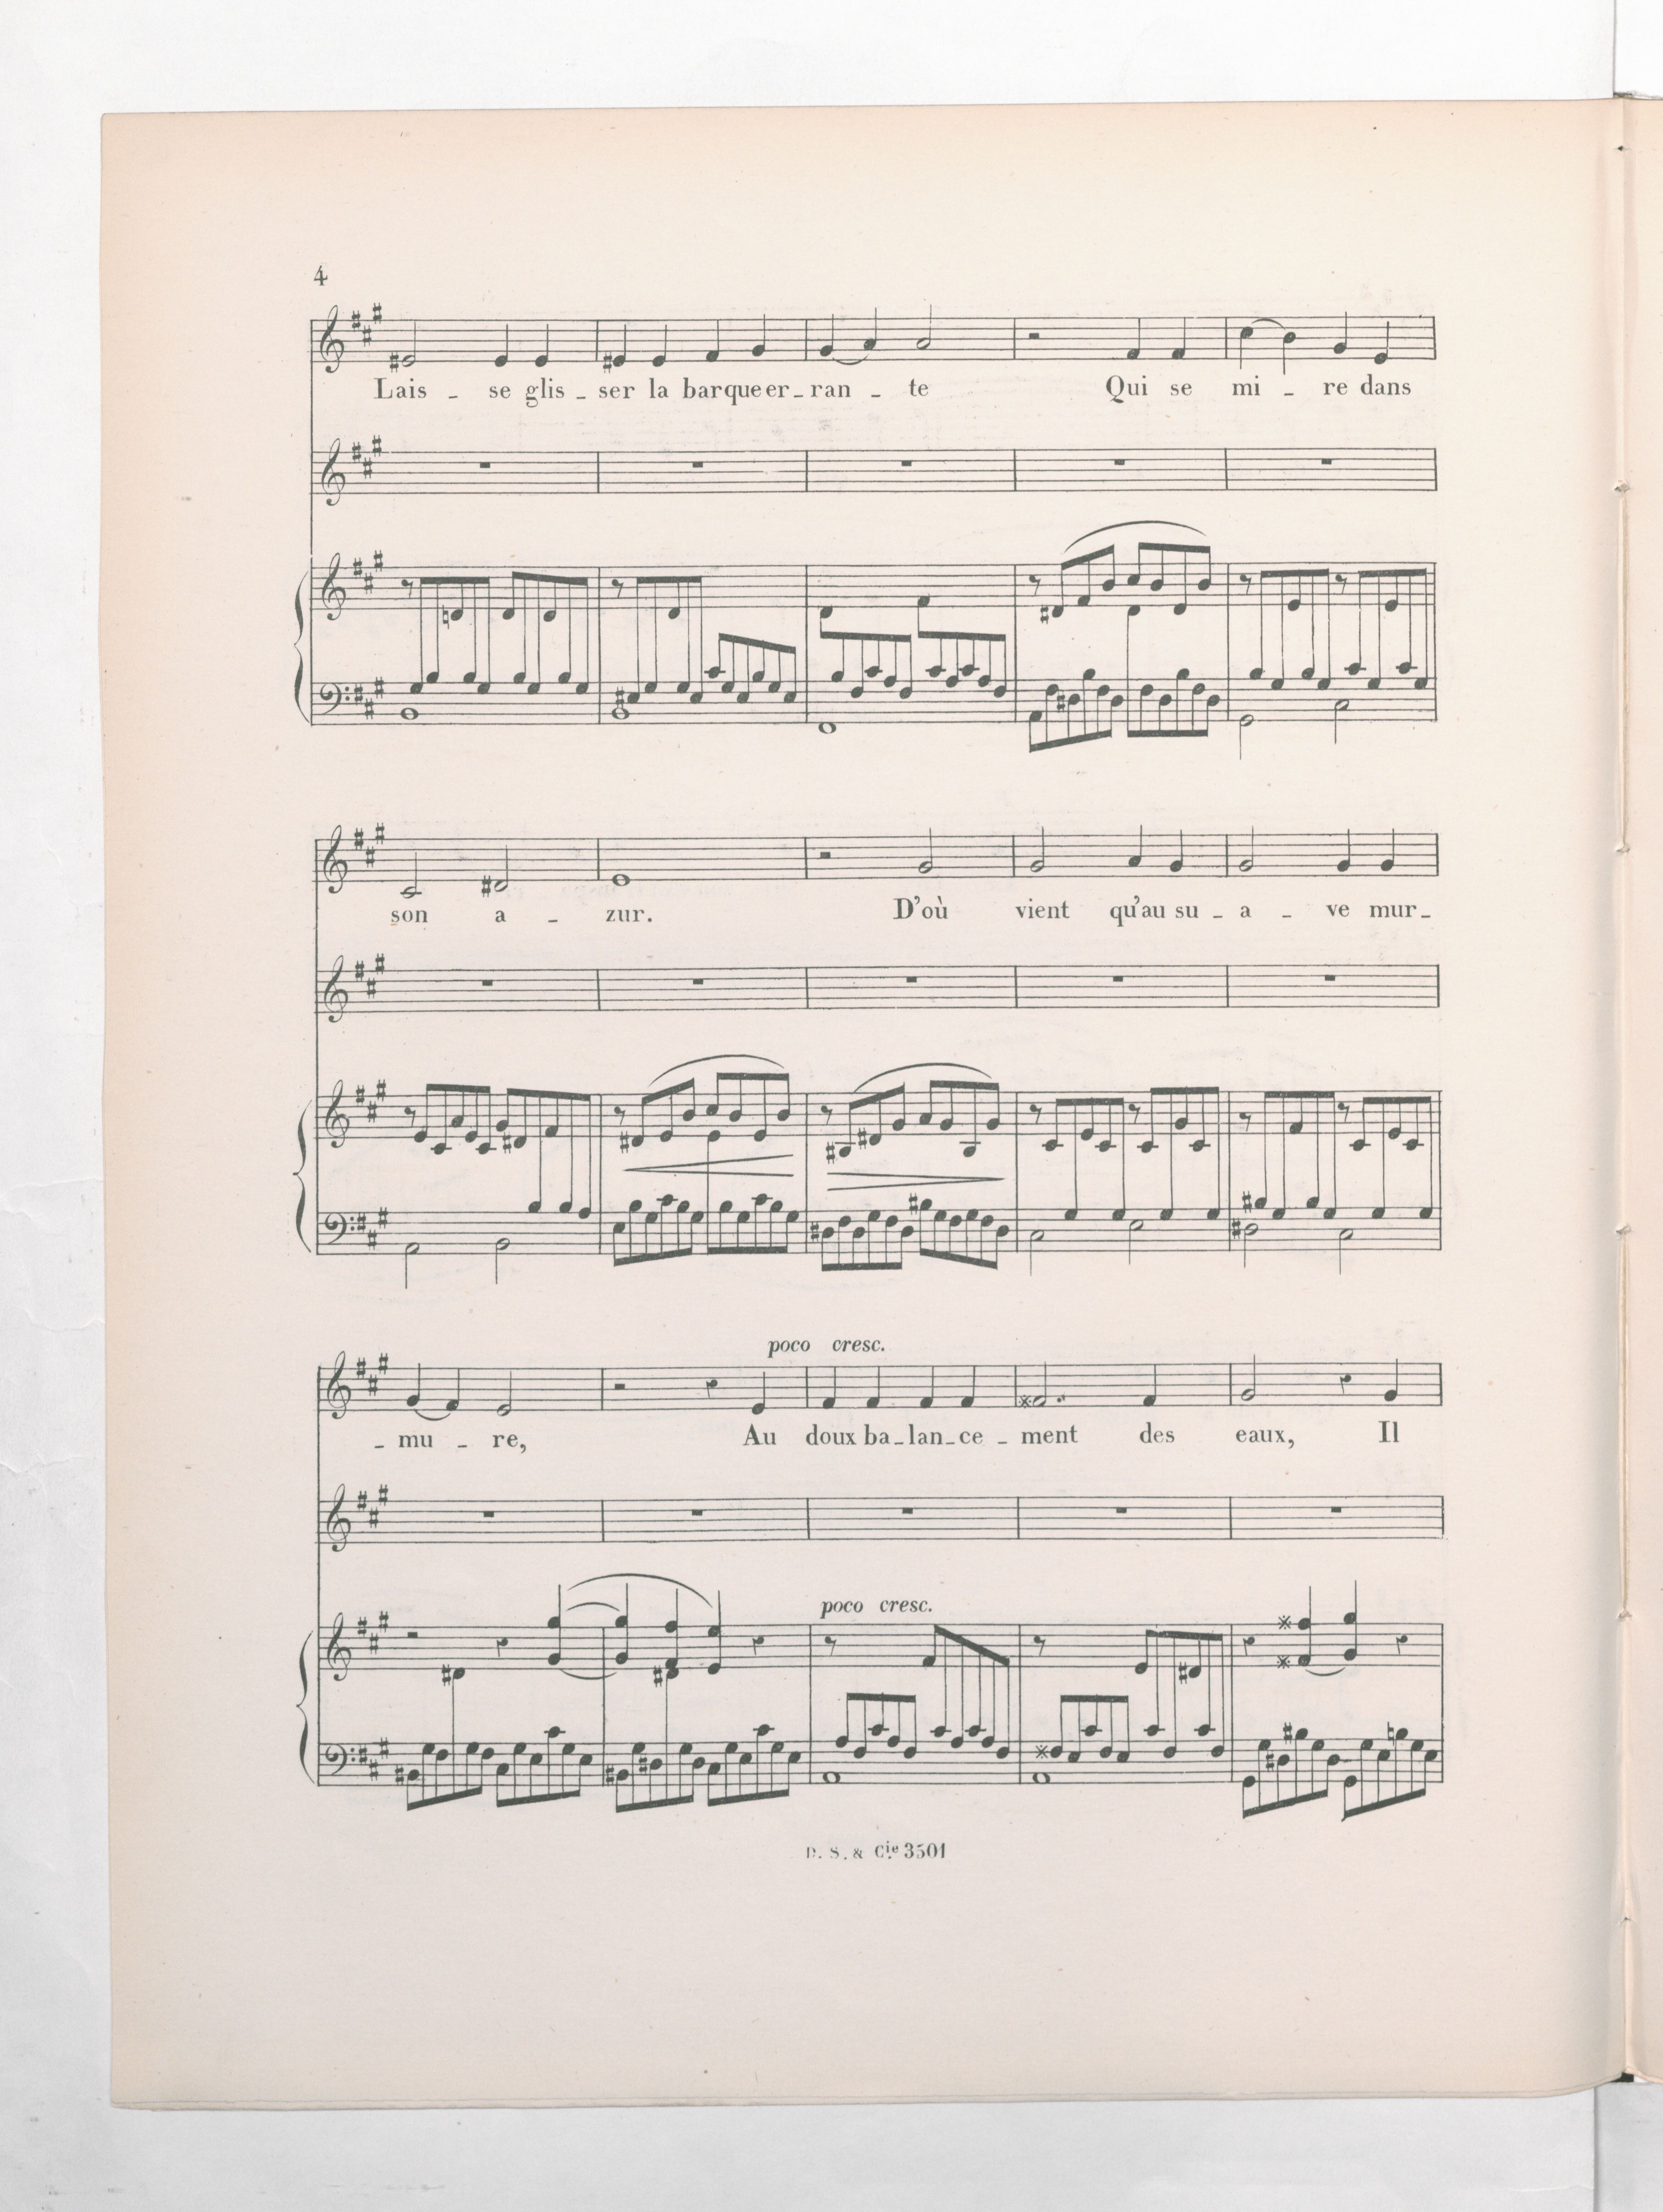 4
Lais _ se glis _ ser la barque er _ ran _ te Qui se mi _ re dans
son a _ zur. D'où vient qu'au su _ a _ ve mur _
poco cresc.
_ mu _ re, Au doux ba _ lan _ ce _ ment des eaux, Il
poco cresc.
D. S. & Cie 3501